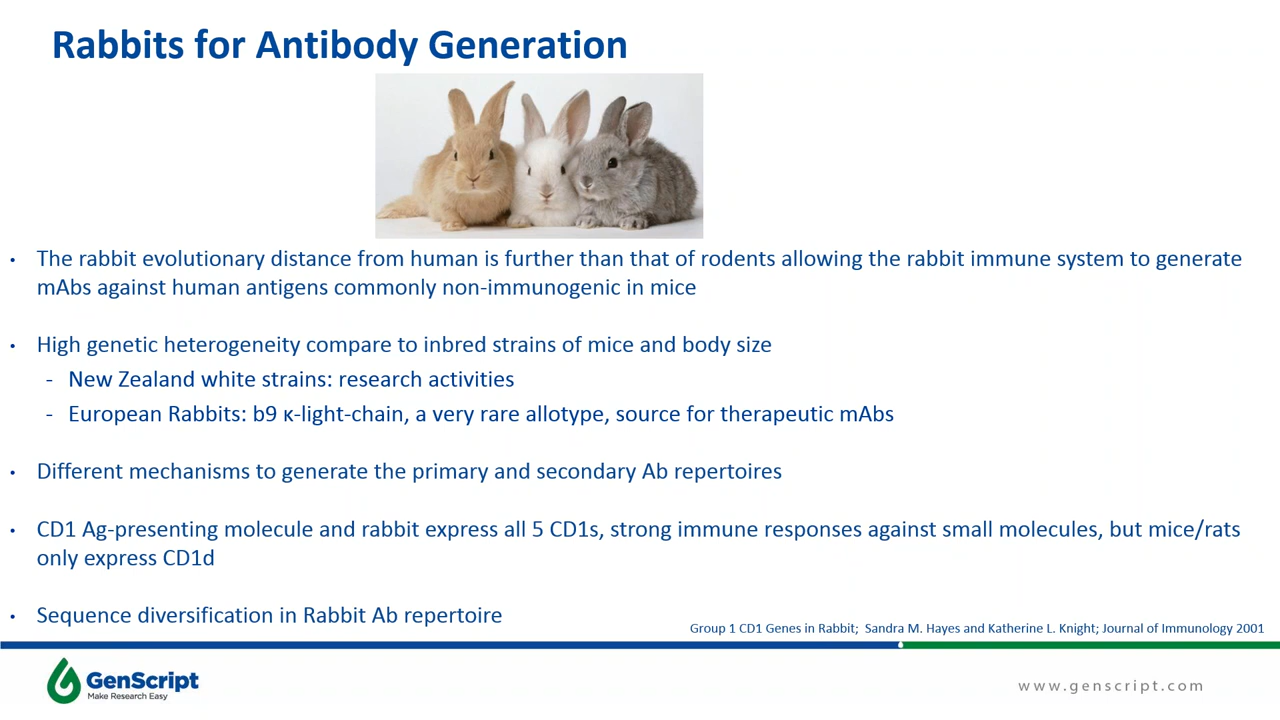 Rabbits for Antibody Generation
• The rabbit evolutionary distance from human is further than that of rodents allowing the rabbit immune system to generate
mAbs against human antigens commonly non-immunogenic in mice
• High genetic heterogeneity compare to inbred strains of mice and body size
- New Zealand white strains: research activities
- European Rabbits: b9 κ-light-chain, a very rare allotype, source for therapeutic mAbs
• Different mechanisms to generate the primary and secondary Ab repertoires
• CD1 Ag-presenting molecule and rabbit express all 5 CD1s, strong immune responses against small molecules, but mice/rats
only express CD1d
• Sequence diversification in Rabbit Ab repertoire
Group 1 CD1 Genes in Rabbit; Sandra M. Hayes and Katherine L. Knight; Journal of Immunology 2001
GenScript
Make Research Easy
www.genscript.com